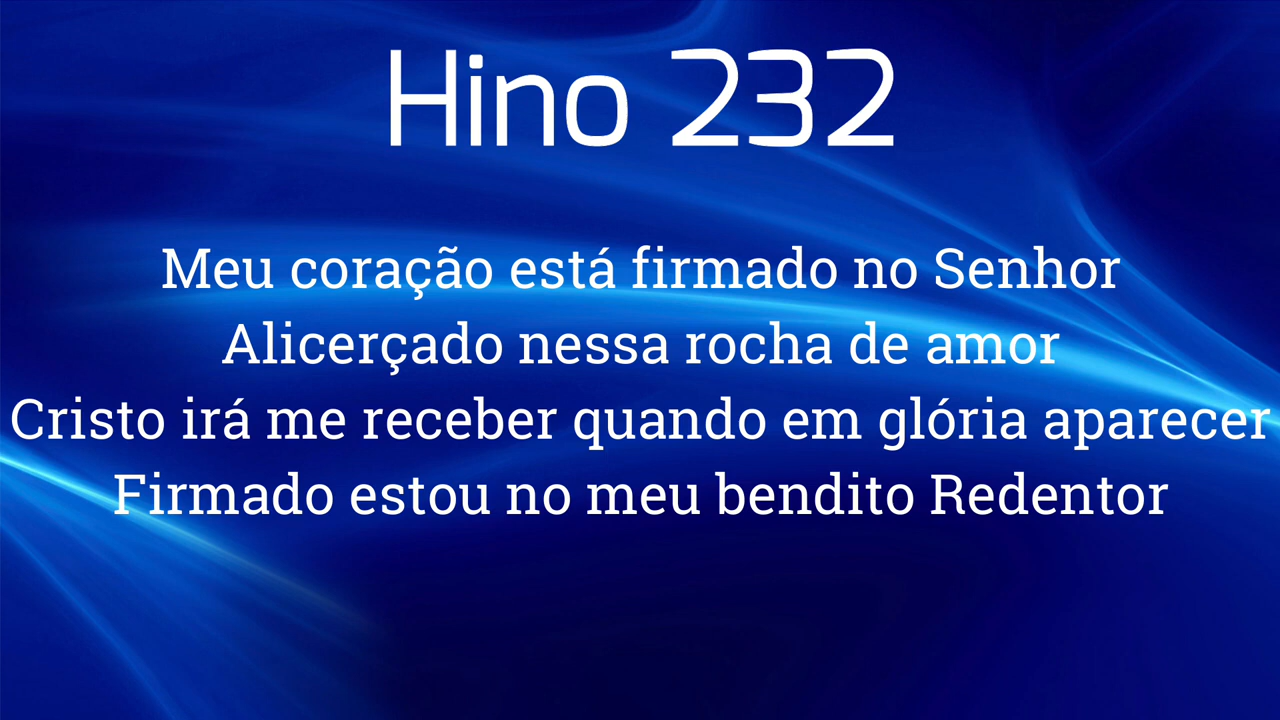 Hino 232
Meu coração está firmado no Senhor
Alicerçado nessa rocha de amor
Cristo irá me receber quando em glória aparecer
Firmado estou no meu bendito Redentor